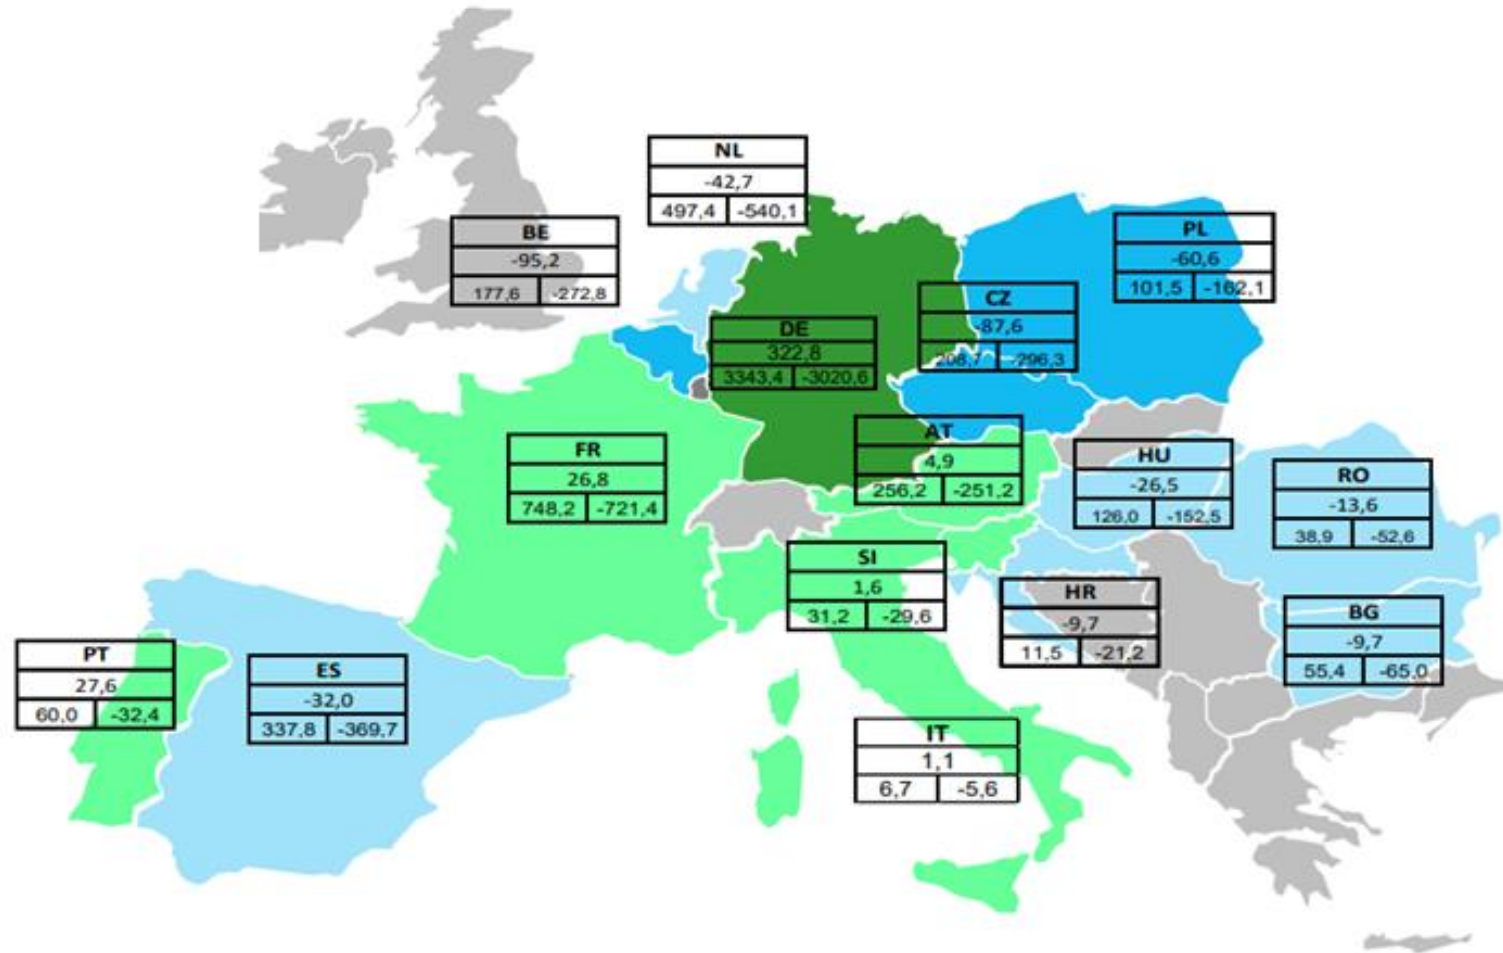 NL
-42,7
497,4 -540,1
BE
-95,2
177,6 -272,8
PL
-60,6
101,5 -162,1
CZ
-87,6
208,7 -296,3
DE
322,8
3343,4 -3020,6
AT
4,9
256,2 -251,2
FR
26,8
748,2 -721,4
HU
-26,5
126,0 -152,5
RO
-13,6
38,9 -52,6
SI
1,6
31,2 -29,6
HR
-9,7
11,5 -21,2
BG
-9,7
55,4 -65,0
PT
27,6
60,0 -32,4
ES
-32,0
337,8 -369,7
IT
1,1
6,7 -5,6